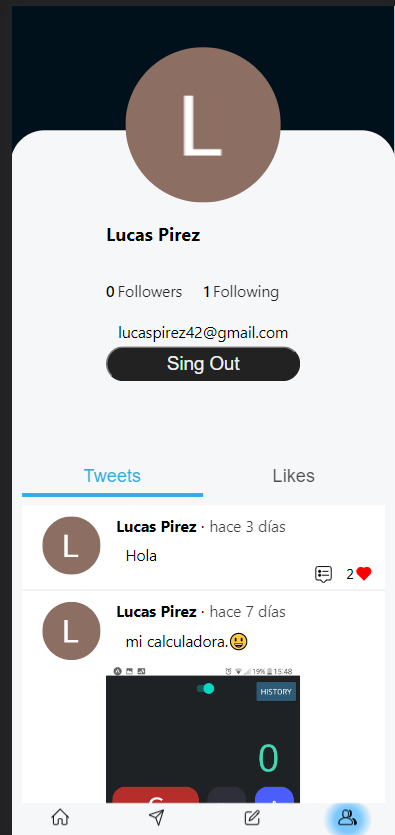 L
Lucas Pirez
0 Followers 1 Following
lucaspirez42@gmail.com
Sing Out
Tweets Likes
L
Lucas Pirez · hace 3 días
Hola
2
L
Lucas Pirez · hace 7 días
mi calculadora.😃
19% 15:48
HISTORY
0
C